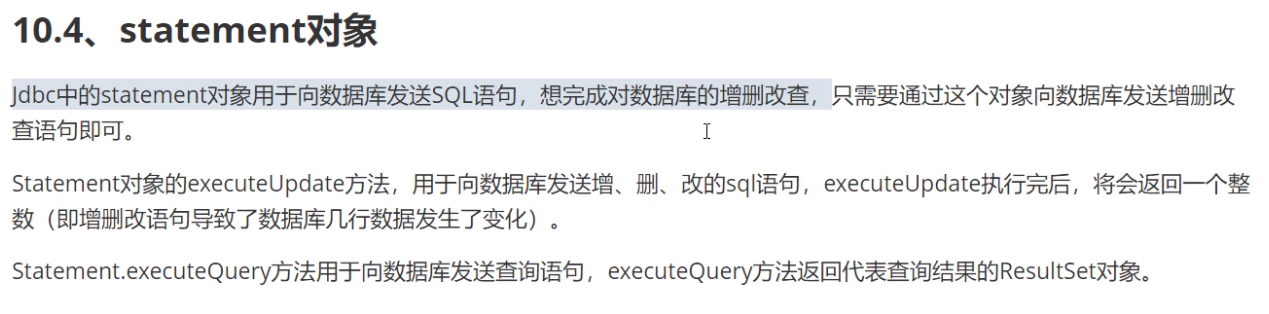 10.4、statement对象
Jdbc中的statement对象用于向数据库发送SQL语句，想完成对数据库的增删改查，只需要通过这个对象向数据库发送增删改
查语句即可。
Statement对象的executeUpdate方法，用于向数据库发送增、删、改的sql语句，executeUpdate执行完后，将会返回一个整
数（即增删改语句导致了数据库几行数据发生了变化）。
Statement.executeQuery方法用于向数据库发送查询语句，executeQuery方法返回代表查询结果的ResultSet对象。